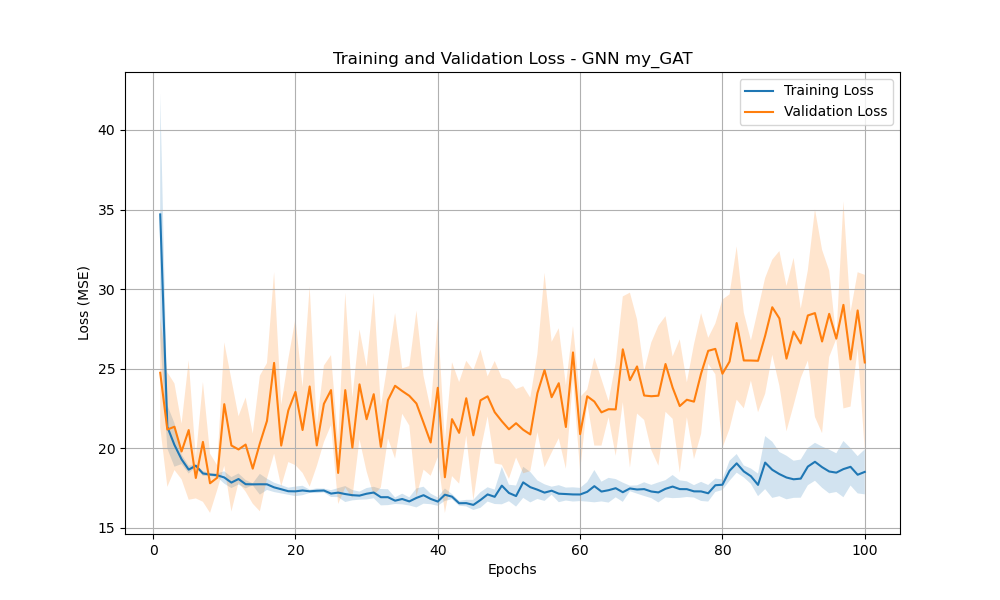 Training and Validation Loss - GNN my_GAT
Training Loss
Validation Loss
Loss (MSE)
40
35
30
25
20
15
0
20
40
60
80
100
Epochs